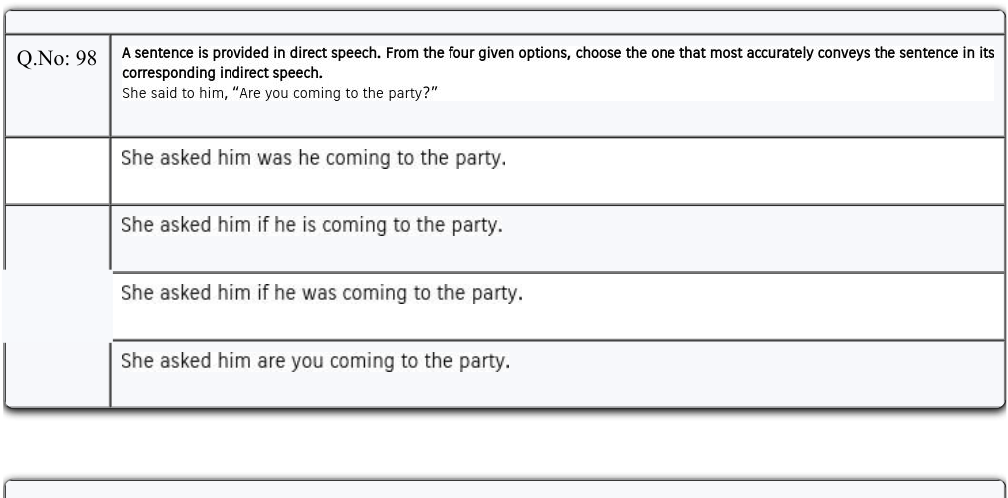 Q.No: 98
A sentence is provided in direct speech. From the four given options, choose the one that most accurately conveys the sentence in its
corresponding indirect speech.
She said to him, “Are you coming to the party?”
She asked him was he coming to the party.
She asked him if he is coming to the party.
She asked him if he was coming to the party.
She asked him are you coming to the party.